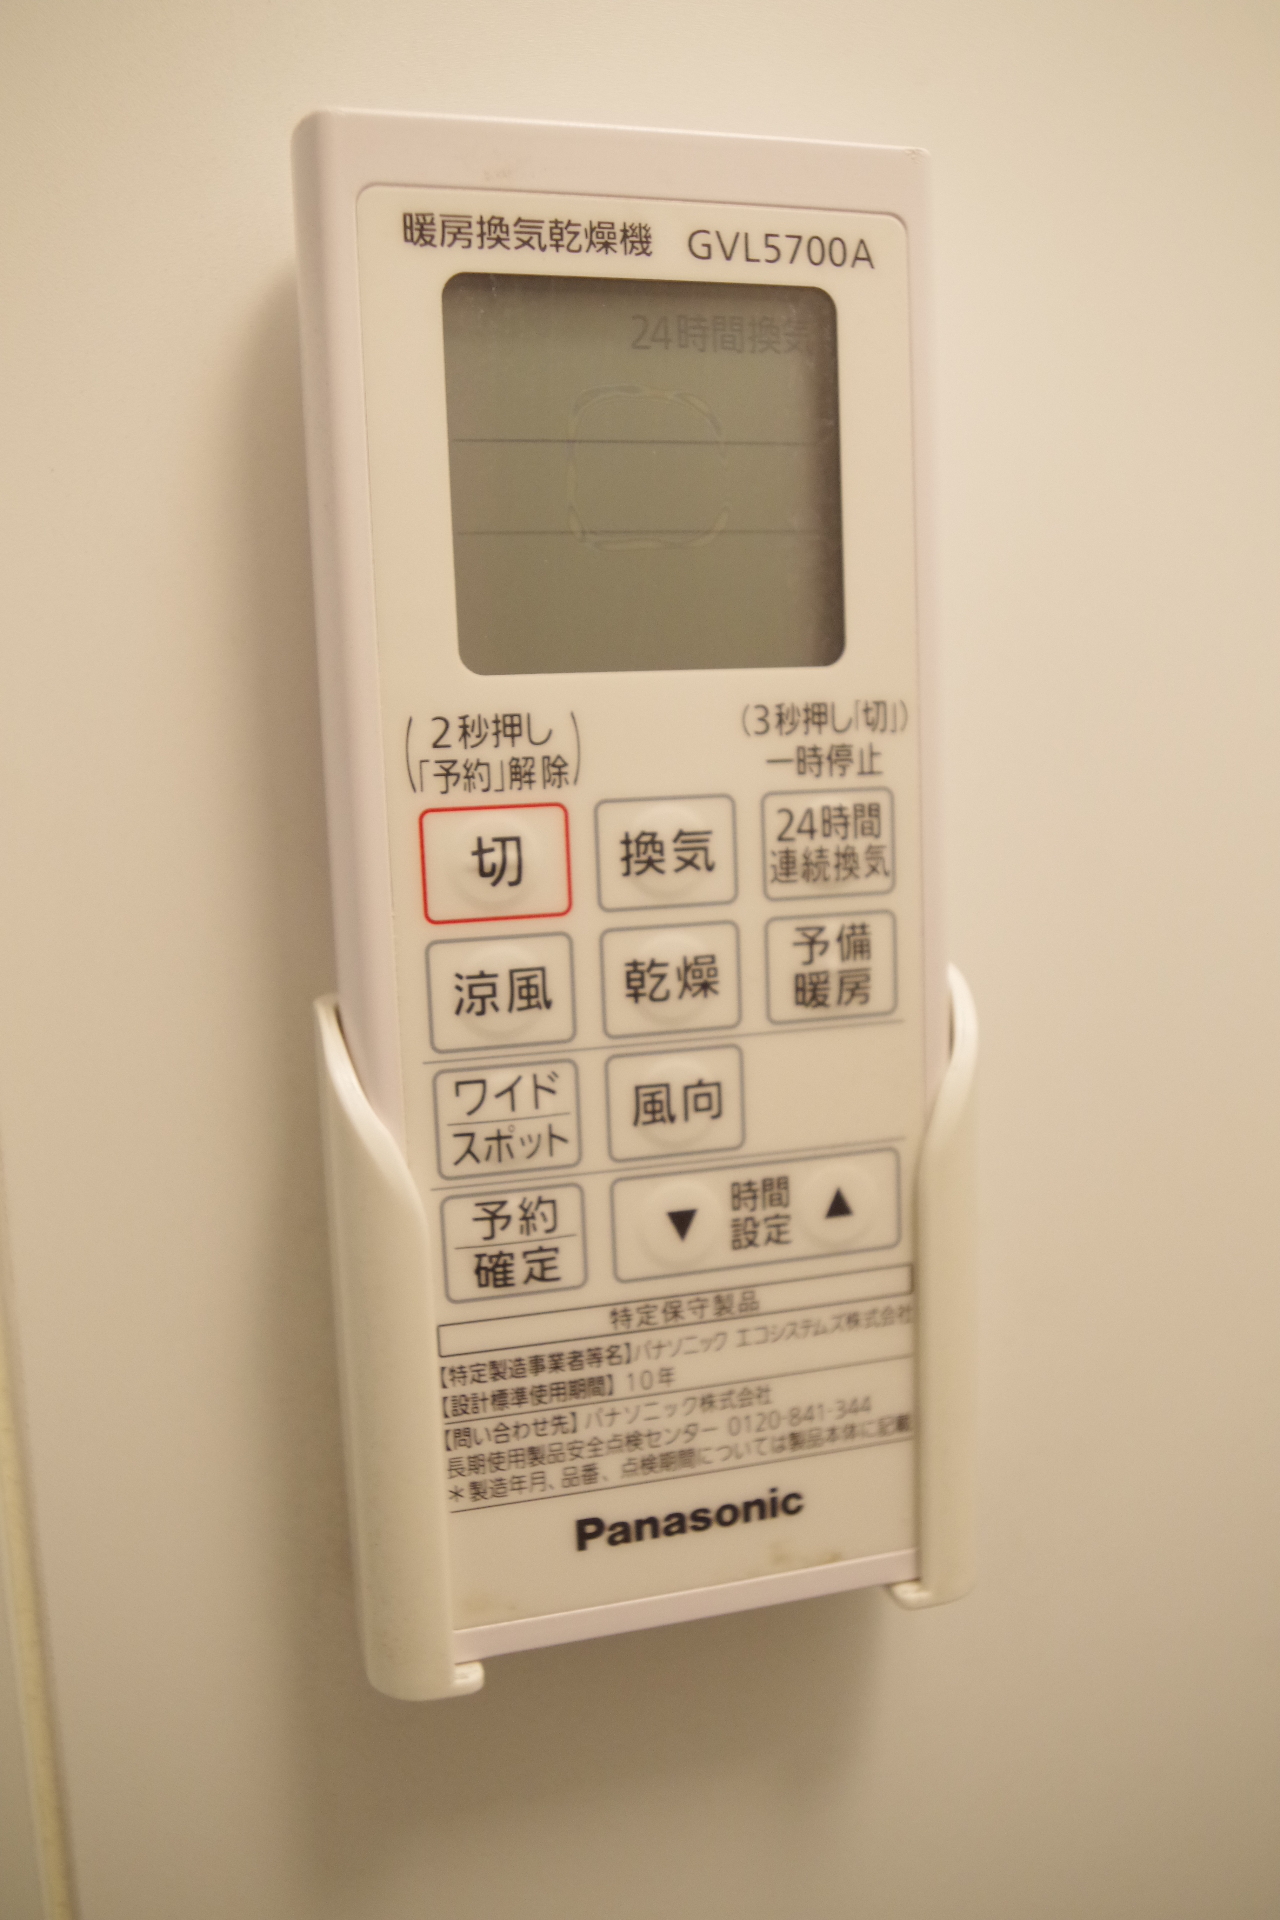 暖房換気乾燥機 GVL5700A
24時間換気
(2秒押し
「予約」解除)
(3秒押し「切」)
一時停止
切
換気
24時間
連続換気
涼風
乾燥
予備
暖房
ワイド
スポット
風向
予約
確定
▼ 時間
設定 ▲
特定保守製品
【特定製造事業者等名】パナソニック エコシステムズ株式会社
【設計標準使用期間】10年
【問い合わせ先】パナソニック株式会社
長期使用製品安全点検センター 0120-841-344
＊製造年月、品番、点検期間については製品本体に記載
Panasonic